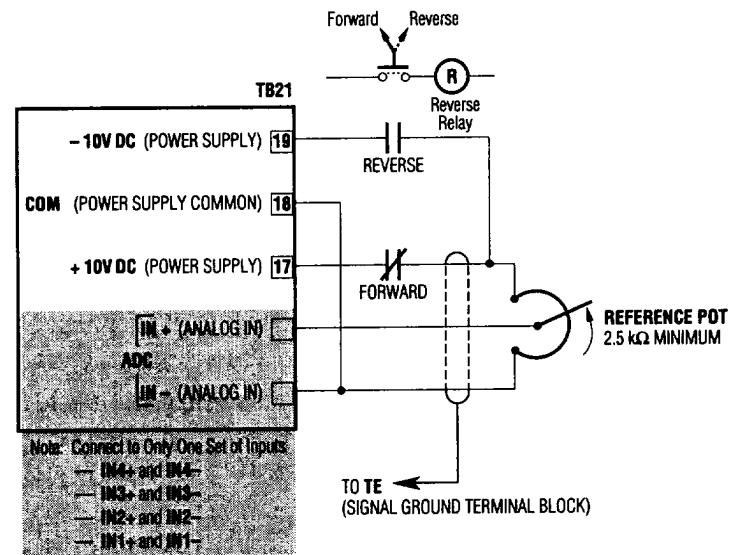 Forward Reverse
R
Reverse
Relay
TB21
– 10V DC (POWER SUPPLY) 19
REVERSE
COM (POWER SUPPLY COMMON) 18
+ 10V DC (POWER SUPPLY) 17
FORWARD
IN + (ANALOG IN)
ADC
IN – (ANALOG IN)
REFERENCE POT
2.5 kΩ MINIMUM
Note: Connect to Only One Set of Inputs
— IN4+ and IN4–
— IN3+ and IN3–
— IN2+ and IN2–
— IN1+ and IN1–
TO TE
(SIGNAL GROUND TERMINAL BLOCK)